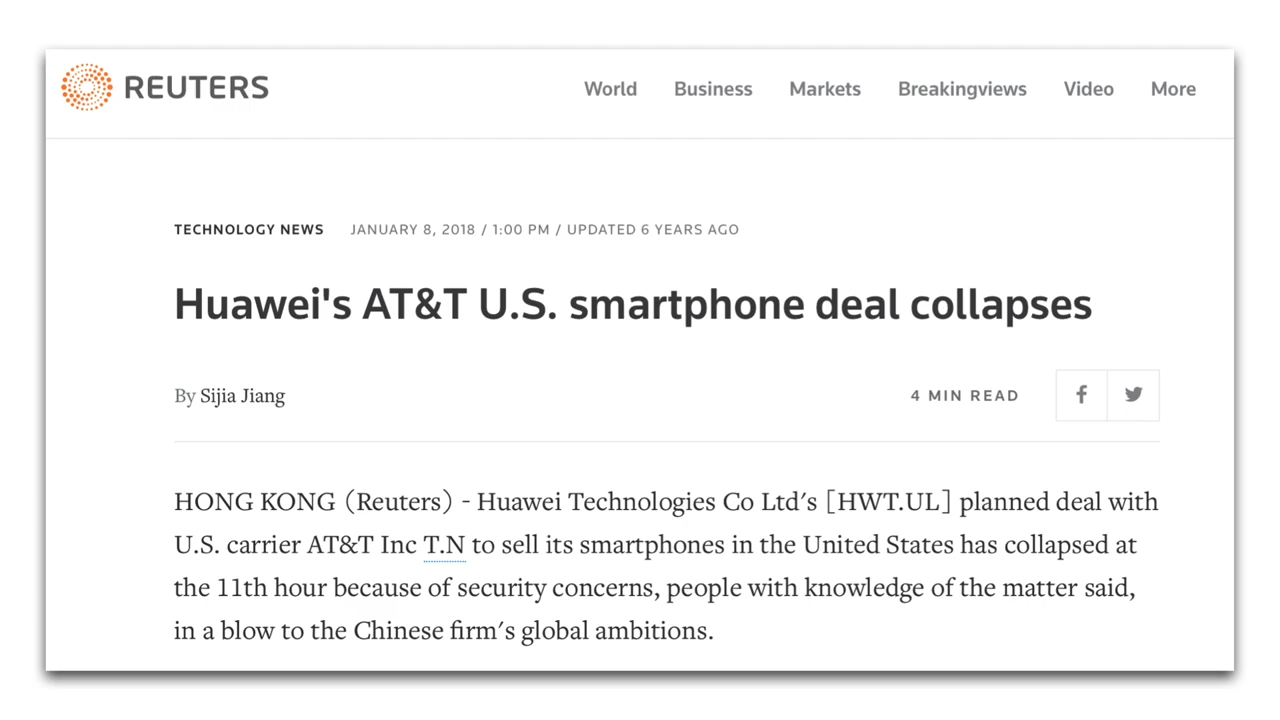 REUTERS World Business Markets Breakingviews Video More
TECHNOLOGY NEWS JANUARY 8, 2018 / 1:00 PM / UPDATED 6 YEARS AGO
Huawei's AT&T U.S. smartphone deal collapses
By Sijia Jiang 4 MIN READ
HONG KONG (Reuters) - Huawei Technologies Co Ltd's [HWT.UL] planned deal with
U.S. carrier AT&T Inc T.N to sell its smartphones in the United States has collapsed at
the 11th hour because of security concerns, people with knowledge of the matter said,
in a blow to the Chinese firm's global ambitions.